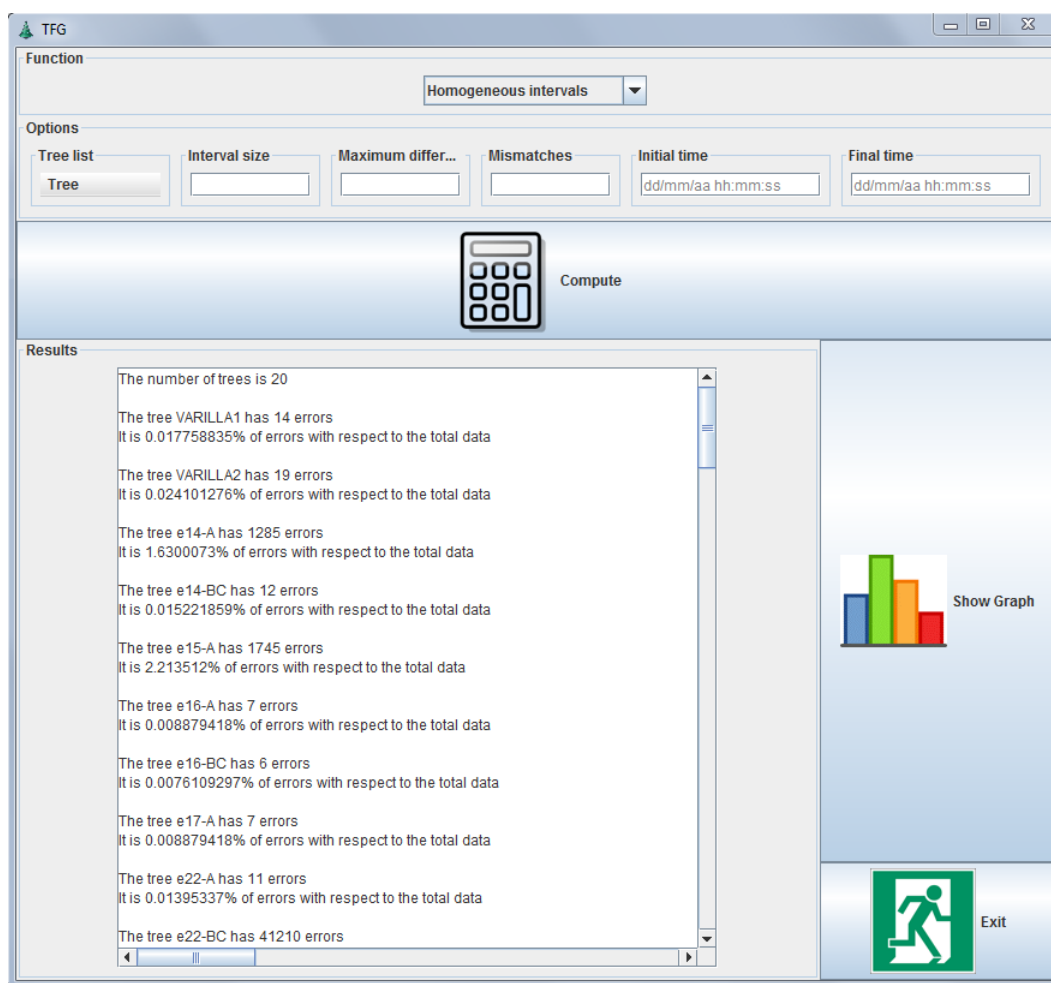 TFG
Function
Homogeneous intervals
Options
Tree list
Interval size
Maximum differ...
Mismatches
Initial time
Final time
Tree
dd/mm/aa hh:mm:ss
dd/mm/aa hh:mm:ss
Compute
Results
The number of trees is 20
The tree VARILLA1 has 14 errors
It is 0.017758835% of errors with respect to the total data
The tree VARILLA2 has 19 errors
It is 0.024101276% of errors with respect to the total data
The tree e14-A has 1285 errors
It is 1.6300073% of errors with respect to the total data
The tree e14-BC has 12 errors
It is 0.015221859% of errors with respect to the total data
The tree e15-A has 1745 errors
It is 2.213512% of errors with respect to the total data
The tree e16-A has 7 errors
It is 0.008879418% of errors with respect to the total data
The tree e16-BC has 6 errors
It is 0.0076109297% of errors with respect to the total data
The tree e17-A has 7 errors
It is 0.008879418% of errors with respect to the total data
The tree e22-A has 11 errors
It is 0.01395337% of errors with respect to the total data
The tree e22-BC has 41210 errors
Show Graph
Exit